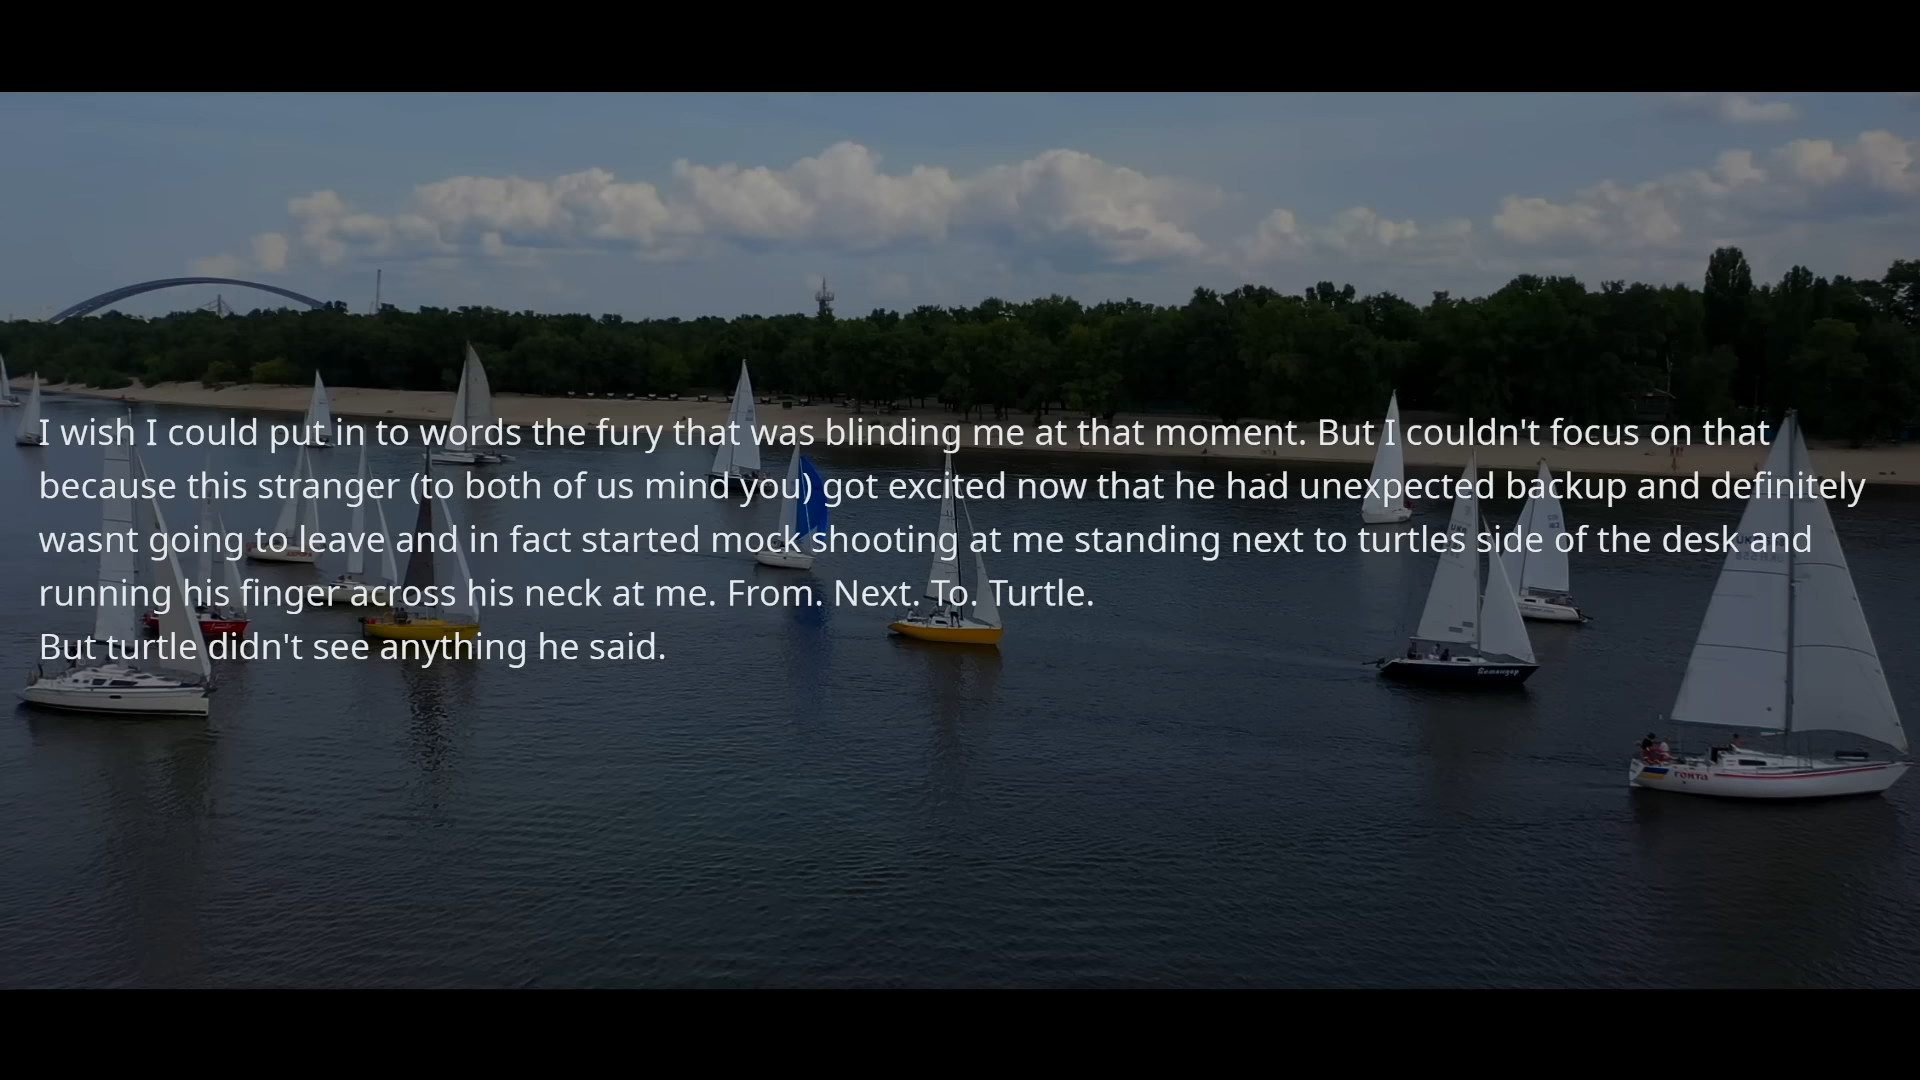 I wish I could put in to words the fury that was blinding me at that moment. But I couldn't focus on that
because this stranger (to both of us mind you) got excited now that he had unexpected backup and definitely
wasnt going to leave and in fact started mock shooting at me standing next to turtles side of the desk and
running his finger across his neck at me. From. Next. To. Turtle.
But turtle didn't see anything he said.
ГОНТА